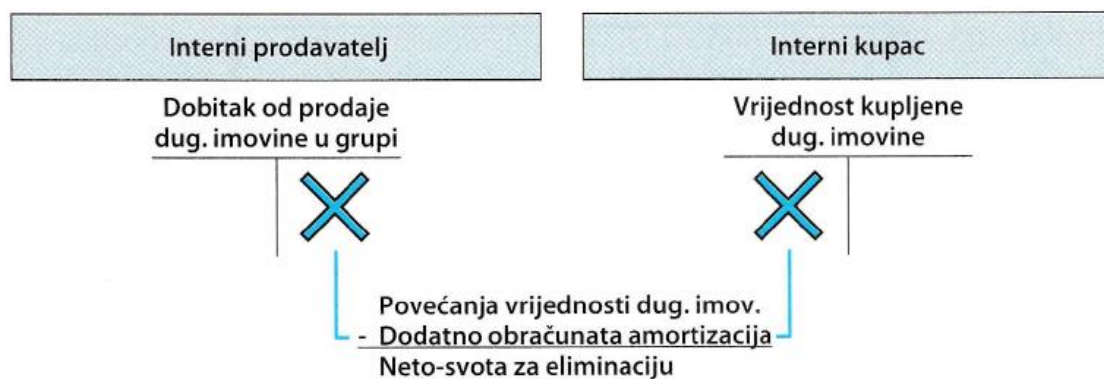 Interni prodavatelj
Interni kupac
Dobitak od prodaje
dug. imovine u grupi
Vrijednost kupljene
dug. imovine
Povećanja vrijednosti dug. imov.
- Dodatno obračunata amortizacija
Neto-svota za eliminaciju